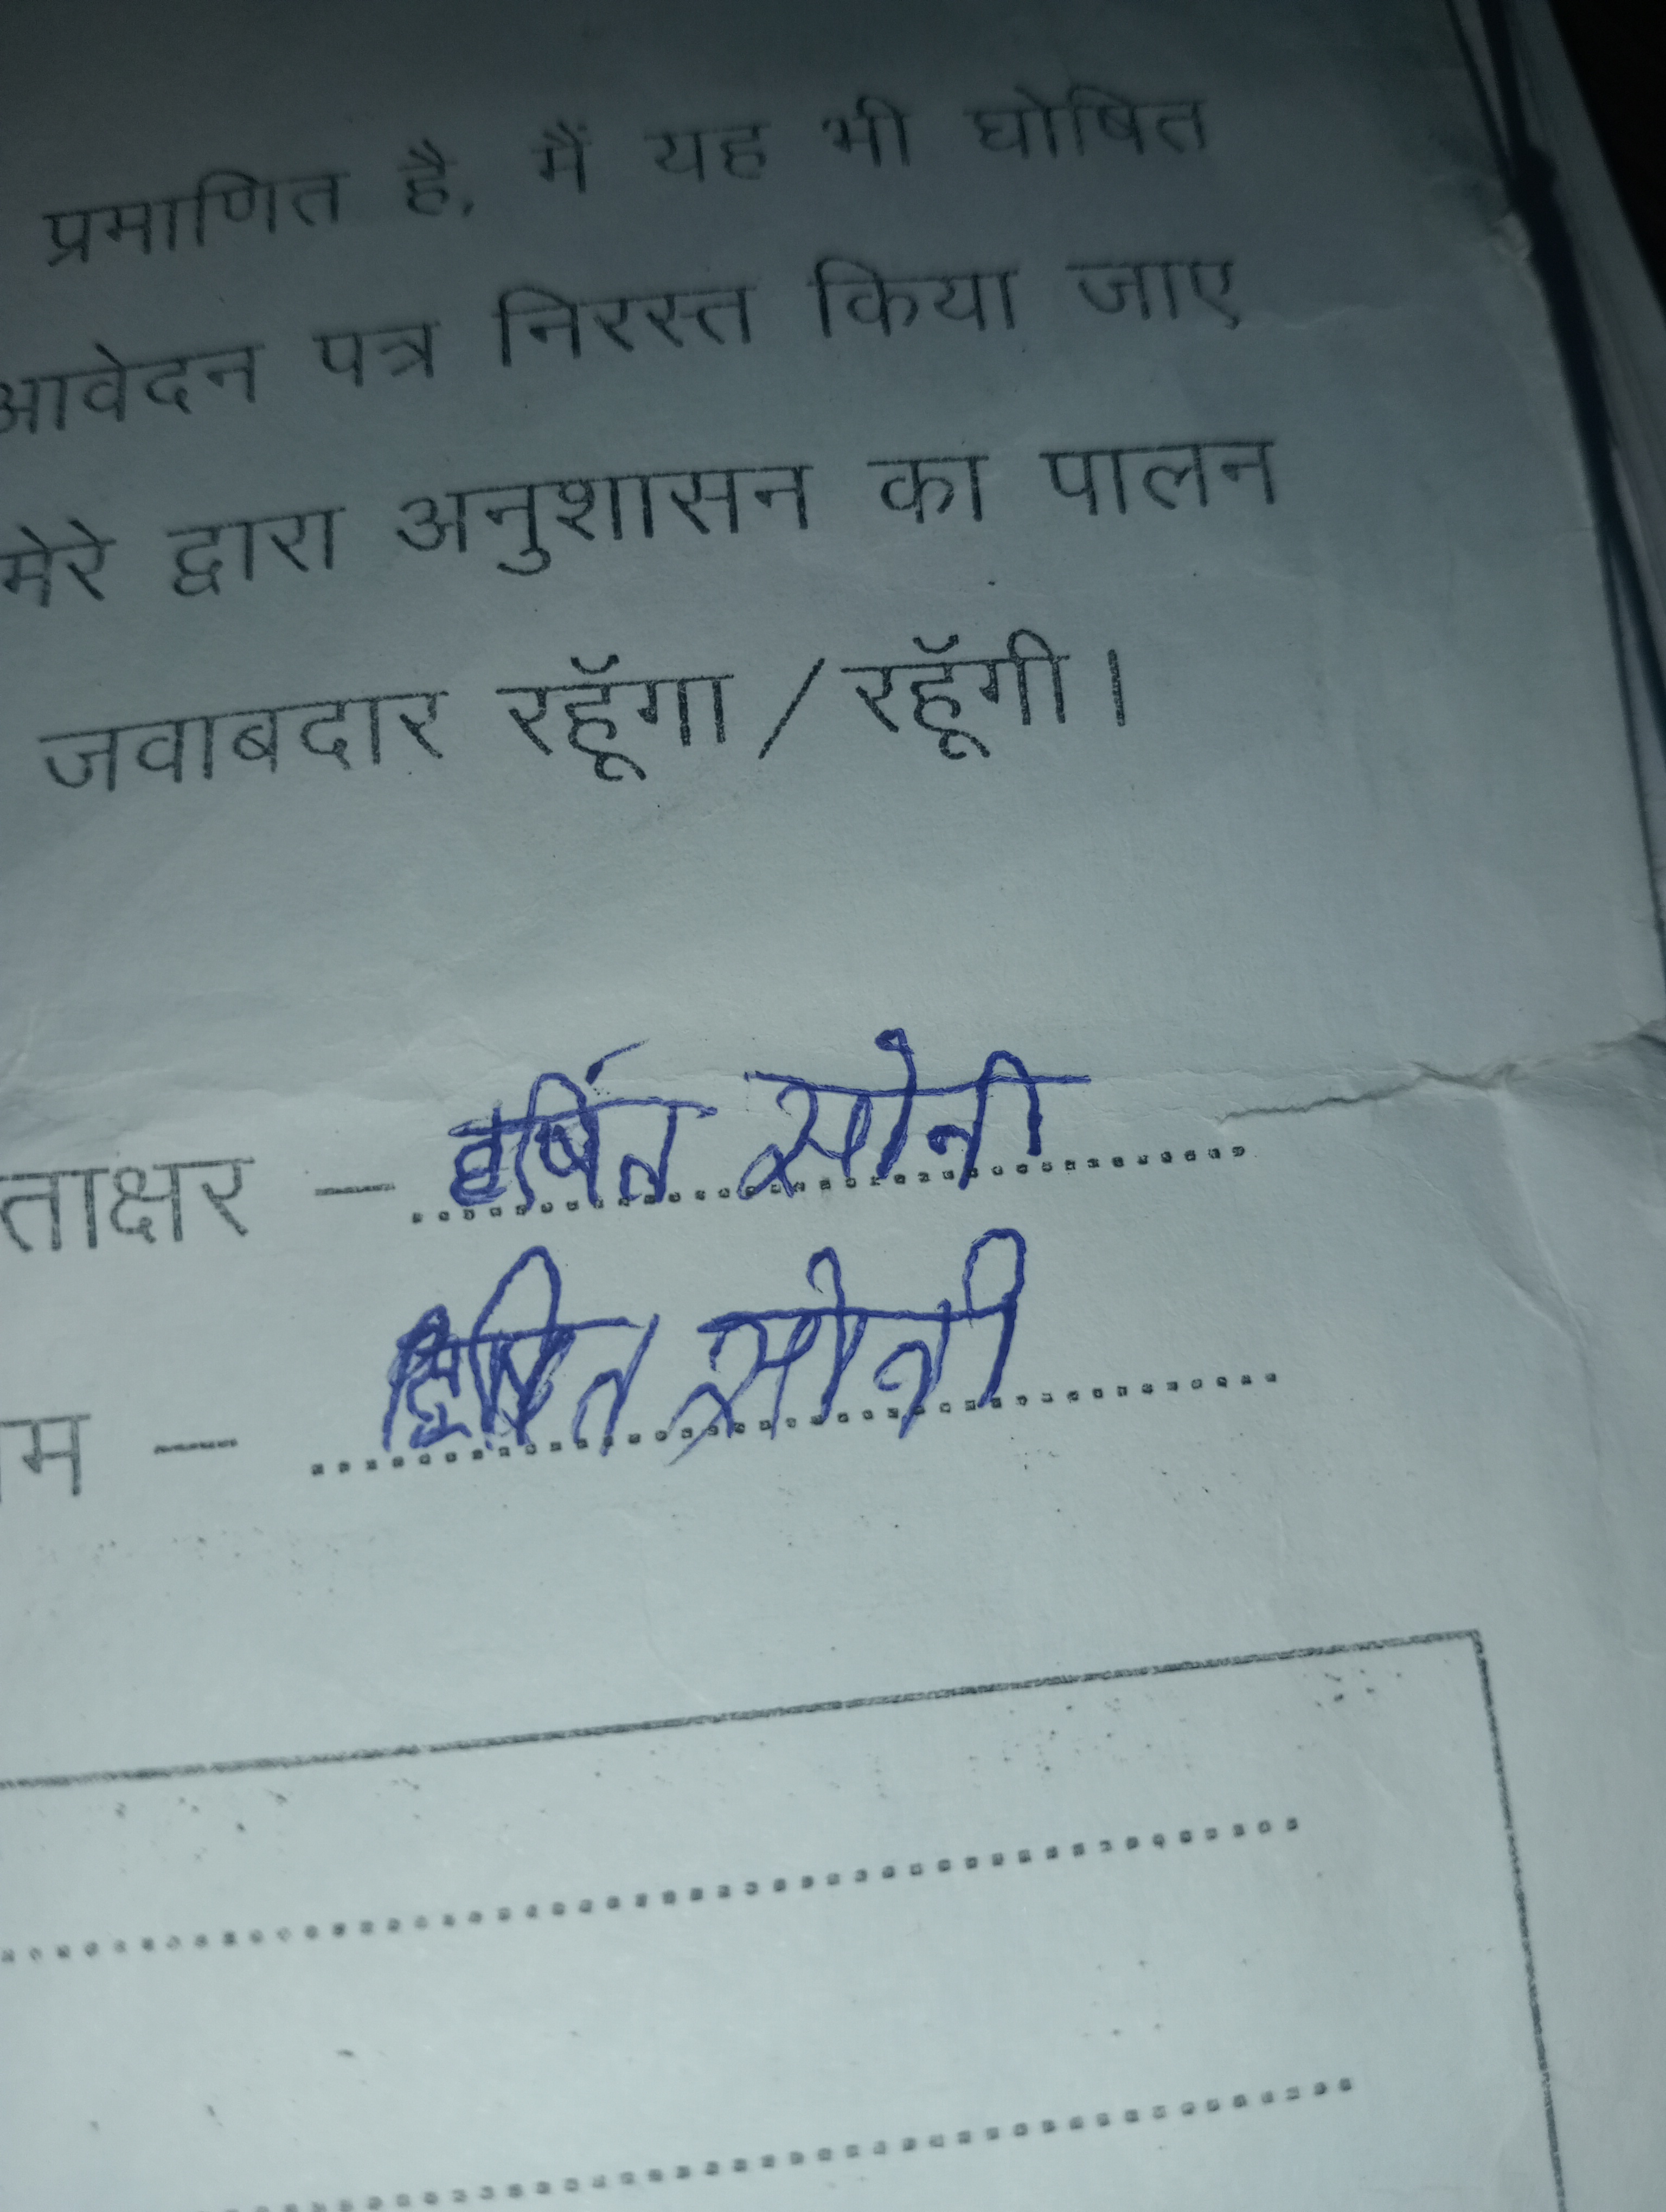 प्रमाणित है, मैं यह भी घोषित
आवेदन पत्र निरस्त किया जाए
मेरे द्वारा अनुशासन का पालन
जवाबदार रहूॅंगा / रहूॅंगी।
ताक्षर – हर्षित सोनी
म – हर्षित सोनी